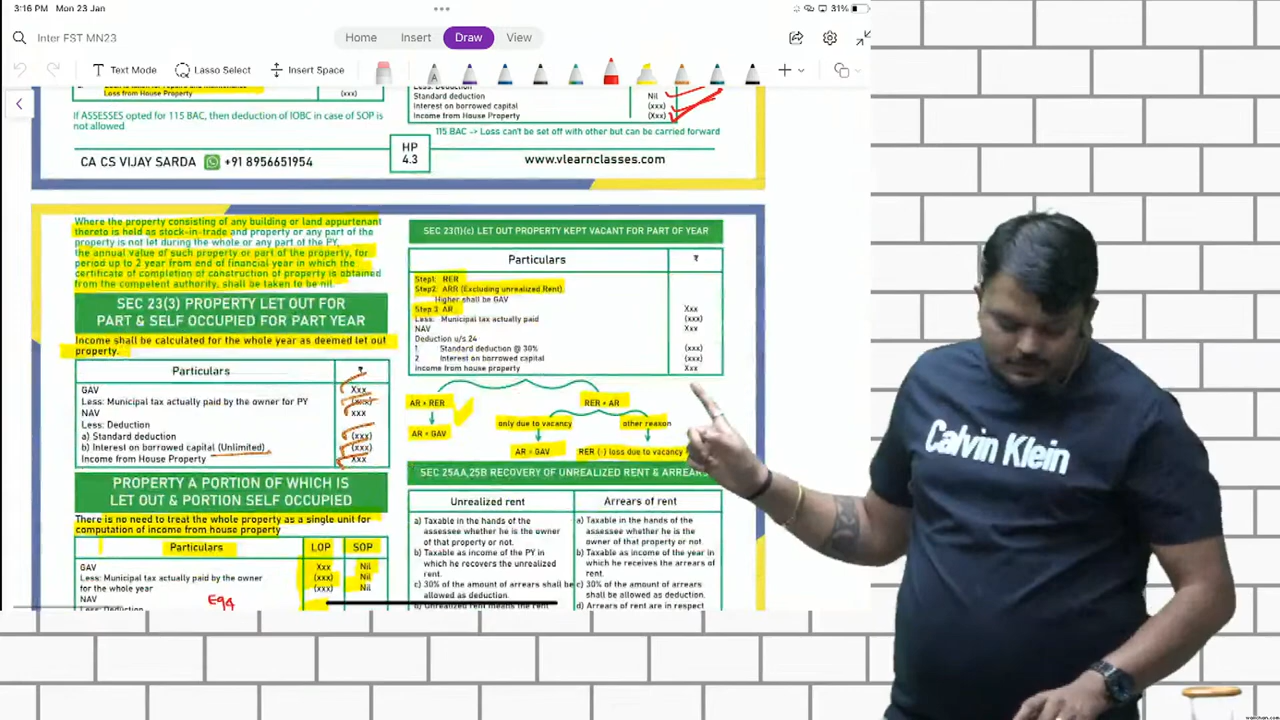 3:16 PM Mon 23 Jan
31%
Inter FST MN23
Home Insert Draw View
Text Mode Lasso Select Insert Space
Loss from House Property (xxx)
If ASSESSES opted for 115 BAC, then deduction of IOBC in case of SOP is
not allowed
Standard deduction Nil
Interest on borrowed capital (xxx)
Income from House Property (Xxx)
115 BAC -> Loss can't be set off with other but can be carried forward
CA CS VIJAY SARDA +91 8956651954
HP
4.3
www.vlearnclasses.com
Where the property consisting of any building or land appurtenant
thereto is held as stock-in-trade and property or any part of the
property is not let during the whole or any part of the PY,
the annual value of such property or part of the property, for
period up to 2 year from end of financial year in which the
certificate of completion of construction of property is obtained
from the competent authority, shall be taken to be nil.
SEC 23(3) PROPERTY LET OUT FOR
PART & SELF OCCUPIED FOR PART YEAR
Income shall be calculated for the whole year as deemed let out
property.
Particulars ₹
GAV Xxx
Less: Municipal tax actually paid by the owner for PY (xxx)
NAV xxx
Less: Deduction
a) Standard deduction (xxx)
b) Interest on borrowed capital (Unlimited) (xxx)
Income from House Property xxx
PROPERTY A PORTION OF WHICH IS
LET OUT & PORTION SELF OCCUPIED
There is no need to treat the whole property as a single unit for
computation of income from house property
Particulars LOP SOP
GAV Xxx Nil
Less: Municipal tax actually paid by the owner (xxx) Nil
for the whole year (xxx) Nil
NAV
Less: Deduction
E94
SEC 23(1)(c) LET OUT PROPERTY KEPT VACANT FOR PART OF YEAR
Particulars ₹
Step1: RER
Step2: ARR (Excluding unrealized Rent)
Higher shall be GAV
Step 3 AR Xxx
Less: Municipal tax actually paid (xxx)
NAV Xxx
Deduction u/s 24
1 Standard deduction @ 30% (xxx)
2 Interest on borrowed capital (xxx)
Income from house property Xxx
AR > RER RER > AR
only due to vacancy other reason
AR = GAV
AR = GAV RER (-) loss due to vacancy
SEC 25AA,25B RECOVERY OF UNREALIZED RENT & ARREARS
Unrealized rent Arrears of rent
a) Taxable in the hands of the
assessee whether he is the owner
of that property or not.
b) Taxable as income of the PY in
which he recovers the unrealized
rent.
c) 30% of the amount of arrears shall be
allowed as deduction.
b) Unrealized rent means the rent
a) Taxable in the hands of the
assessee whether he is the
owner of that property or not.
b) Taxable as income of the year in
which he receives the arrears of
rent.
c) 30% of the amount of arrears
shall be allowed as deduction.
d) Arrears of rent are in respect
Calvin Klein